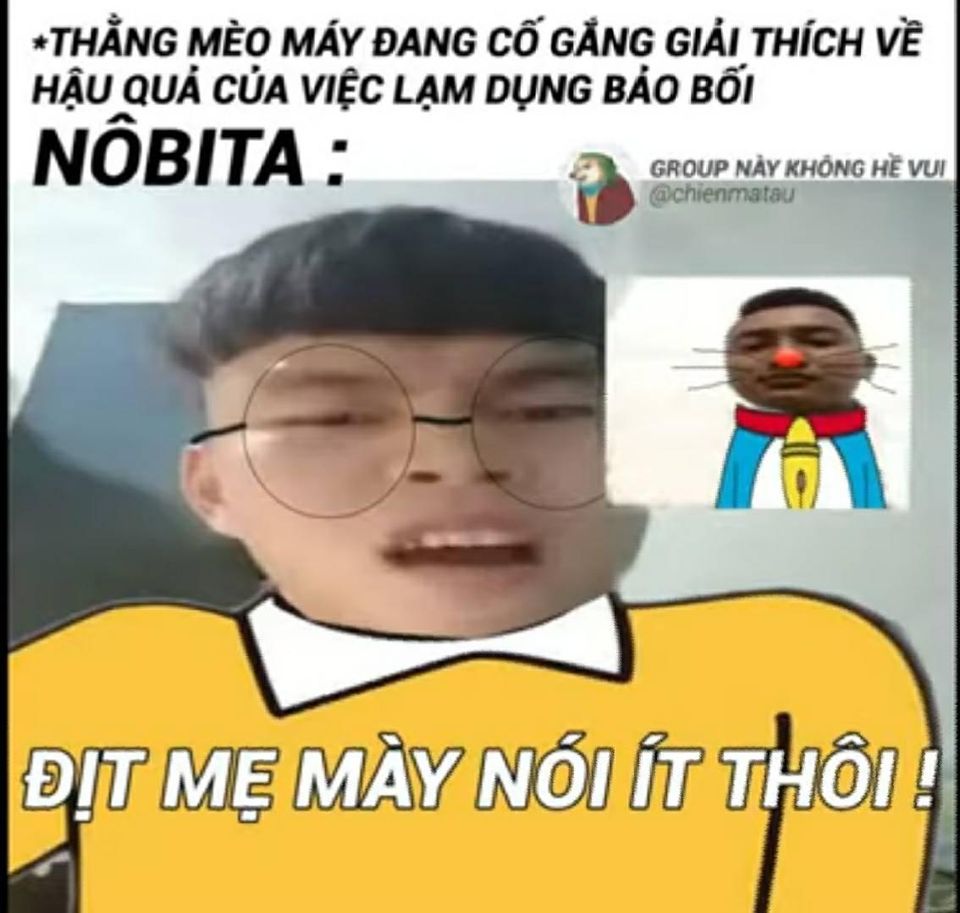 *THẰNG MÈO MÁY ĐANG CỐ GẮNG GIẢI THÍCH VỀ
HẬU QUẢ CỦA VIỆC LẠM DỤNG BẢO BỐI
NÔBITA :
GROUP NÀY KHÔNG HỀ VUI
@chienmatau
ĐỊT MẸ MÀY NÓI ÍT THÔI !